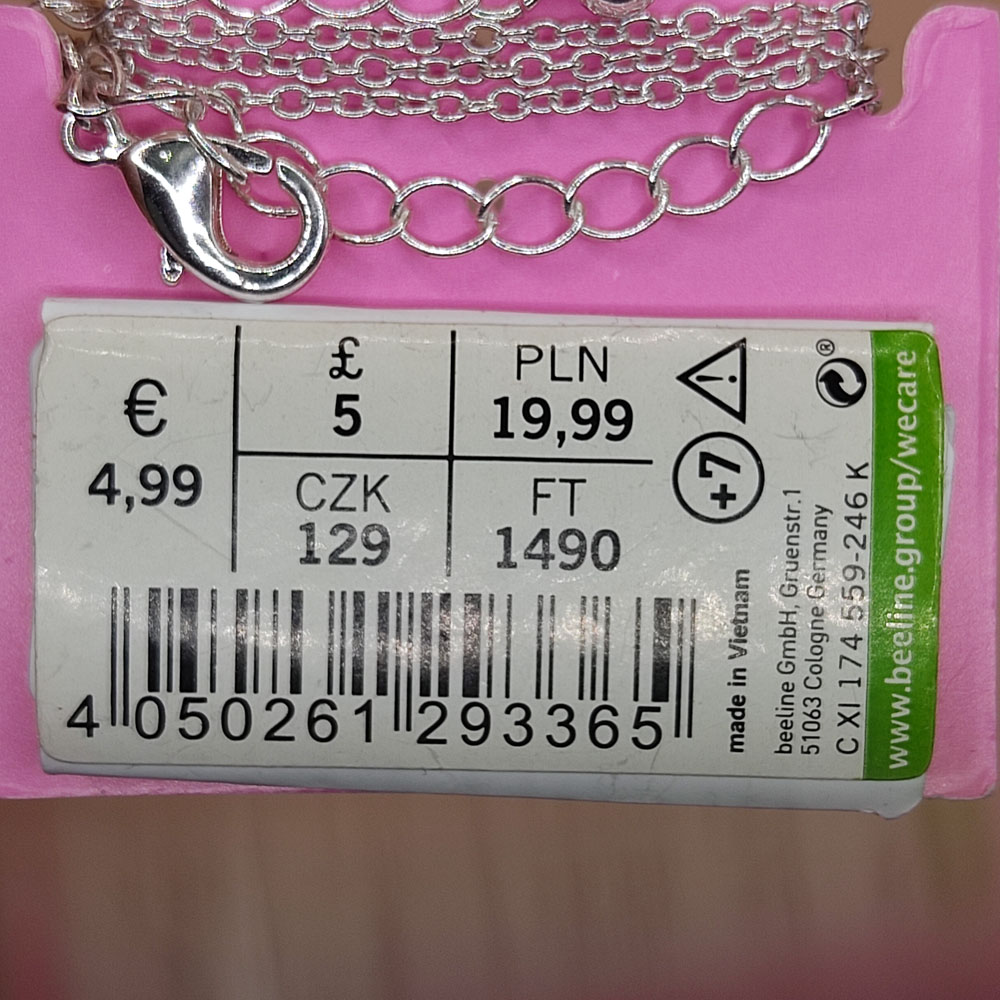 €
4,99
£
5
PLN
19,99
CZK
129
FT
1490
+7
®
4 050261 293365
made in Vietnam
beeline GmbH, Gruenstr.1
51063 Cologne Germany
C XI 174 559-246 K
www.beeline.group/wecare